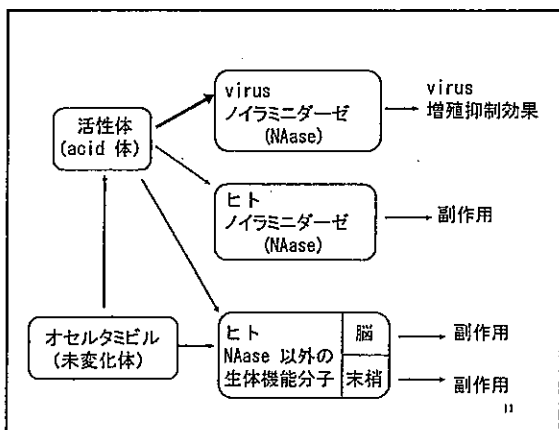 virus
ノイラミニダーゼ
(NAase)
virus
増殖抑制効果
活性体
(acid 体)
ヒト
ノイラミニダーゼ
(NAase)
副作用
オセルタミビル
(未変化体)
ヒト
NAase 以外の
生体機能分子
脳
末梢
副作用
副作用